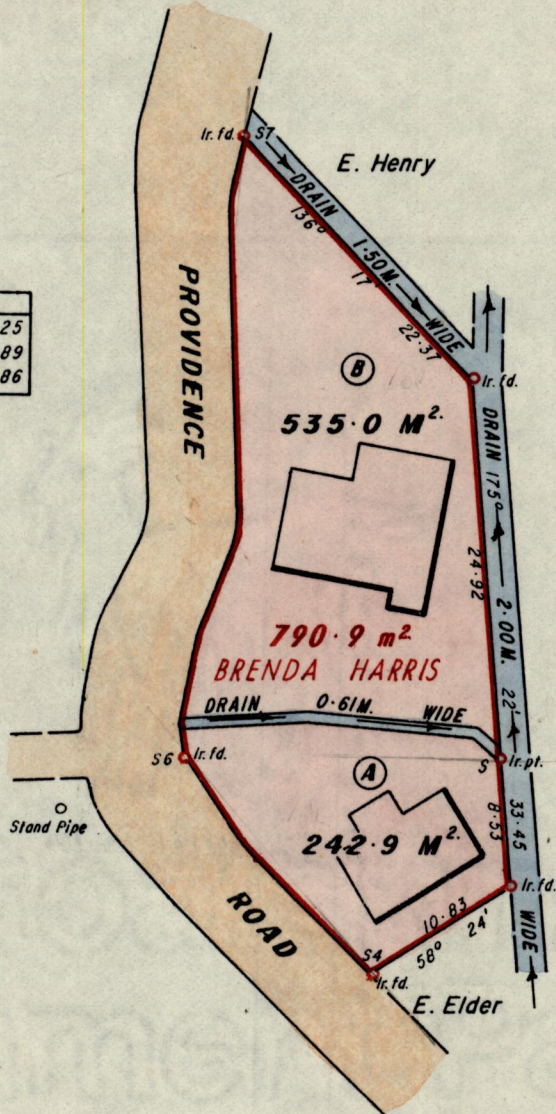 Ir. fd. S7
E. Henry
DRAIN 1·50M. WIDE
136° 17' 22·37
25
89
86
PROVIDENCE
B
Ir. fd.
535·0 M².
DRAIN 175° 2·00M. 22' WIDE
24·92
790·9 m²
BRENDA HARRIS
DRAIN 0·61M. WIDE
S6 Ir. fd.
A
S Ir. pt.
Stand Pipe
242·9 M².
8·53
33·45
Ir. fd.
10·83
58° 24'
ROAD
S4
Ir. fd.
E. Elder